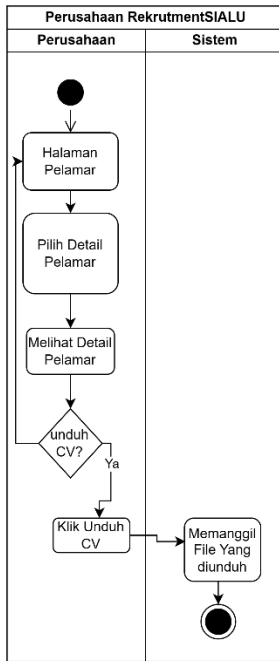 Perusahaan RekrutmentSIALU
Perusahaan
Sistem
Halaman
Pelamar
Pilih Detail
Pelamar
Melihat Detail
Pelamar
unduh
CV?
Ya
Klik Unduh
CV
Memanggil
File Yang
diunduh